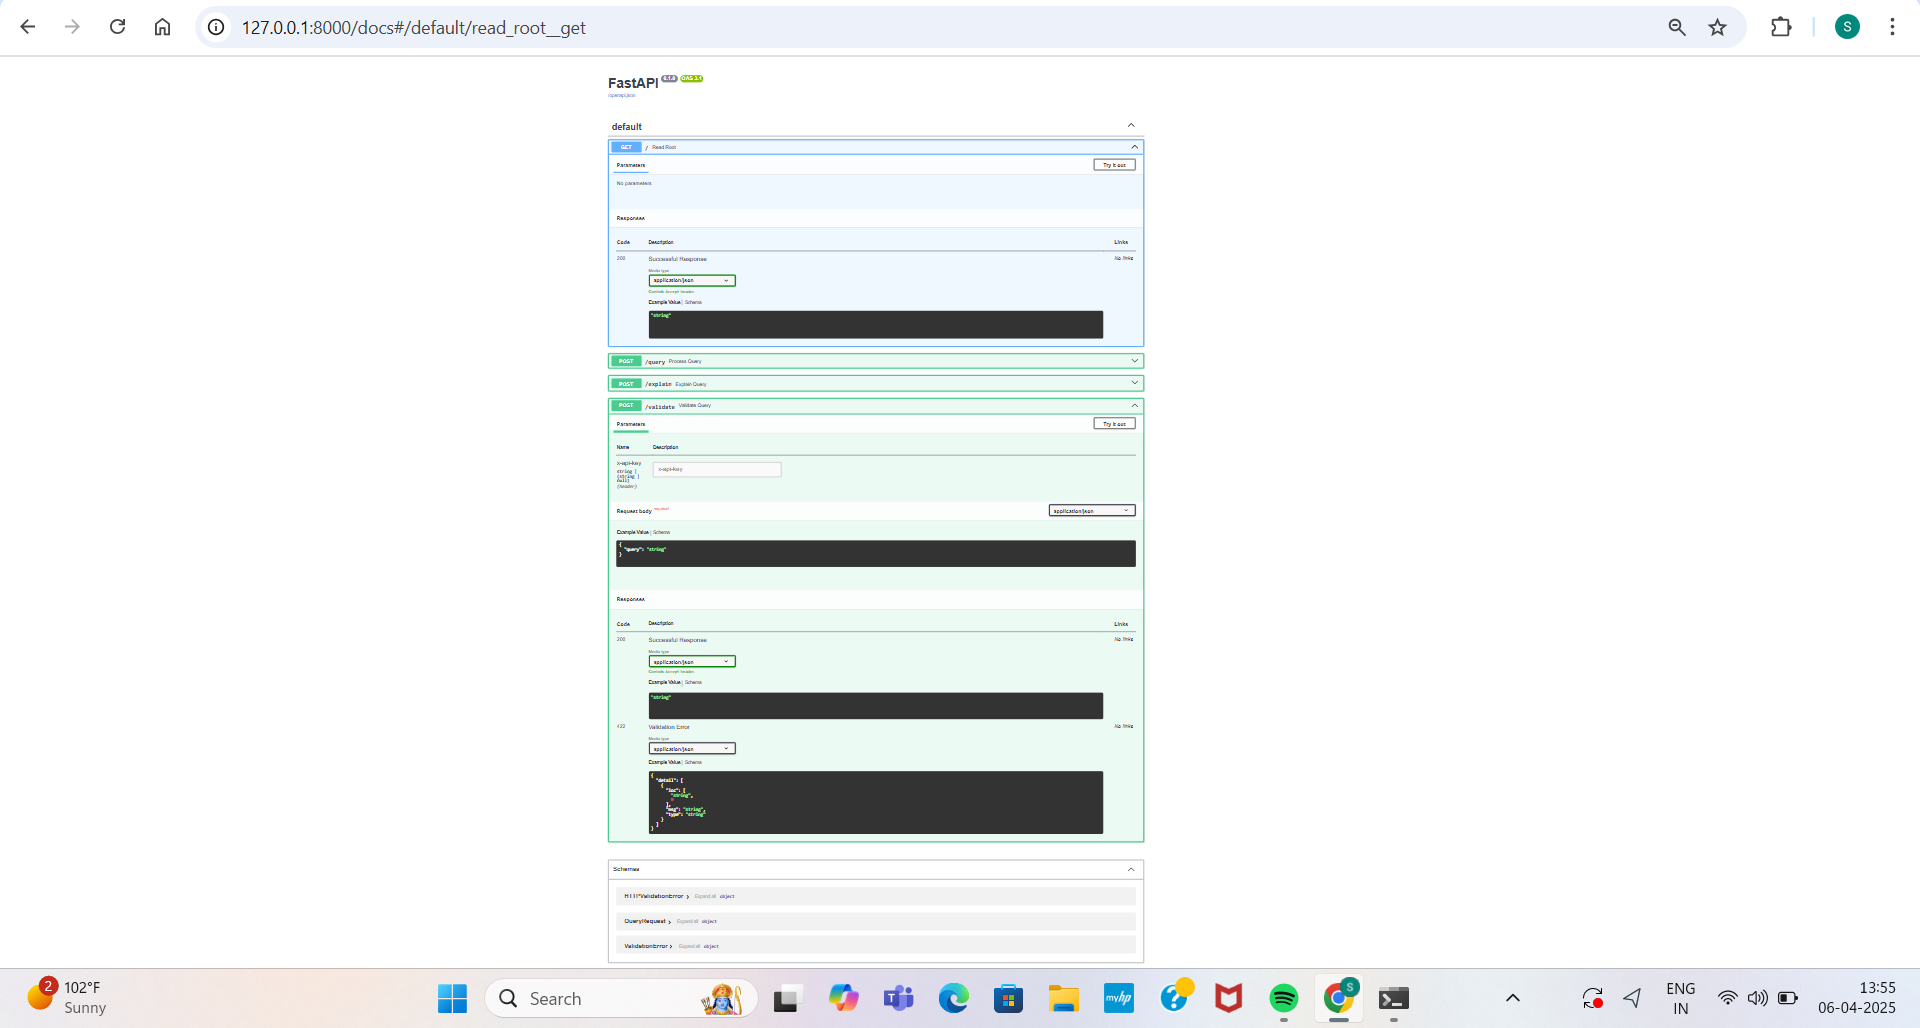 127.0.0.1:8000/docs#/default/read_root__get
S
FastAPI 0.1.0 OAS 3.1
/openapi.json
default
GET / Read Root
Parameters
Try it out
No parameters
Responses
Code Description Links
200 Successful Response No links
Media type
application/json
Controls Accept header.
Example Value | Schema
"string"
POST /query Process Query
POST /explain Explain Query
POST /validate Validate Query
Parameters
Try it out
Name Description
x-api-key
string |
(string |
null)
(header)
x-api-key
Request body required
application/json
Example Value | Schema
{
"query": "string"
}
Responses
Code Description Links
200 Successful Response No links
Media type
application/json
Controls Accept header.
Example Value | Schema
"string"
422 Validation Error No links
Media type
application/json
Example Value | Schema
{
"detail": [
{
"loc": [
"string",
],
"msg": "string",
"type": "string"
}
]
}
Schemas
HTTPValidationError Expand all object
QueryRequest Expand all object
ValidationError Expand all object
2
102°F
Sunny
Search
T
myhp
?
S
ENG
IN
13:55
06-04-2025